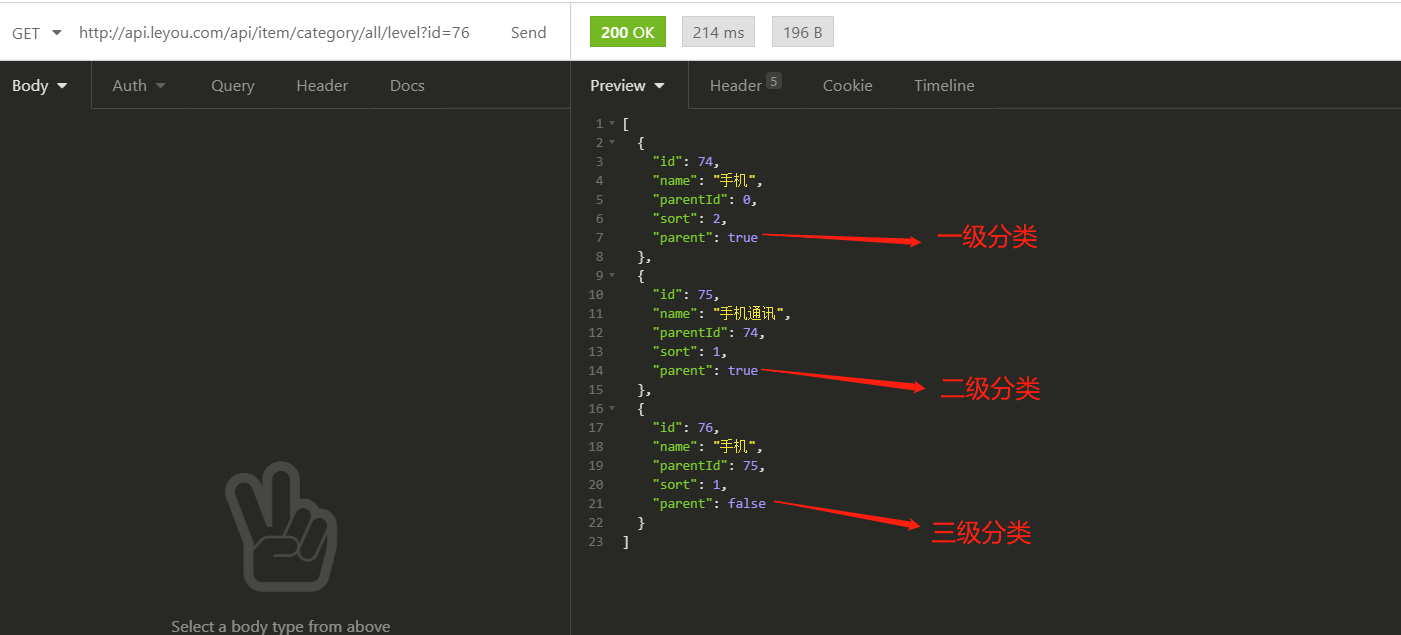 GET http://api.leyou.com/api/item/category/all/level?id=76 Send
200 OK 214 ms 196 B
Body Auth Query Header Docs
Preview Header 5 Cookie Timeline
1 [
2 {
3 "id": 74,
4 "name": "手机",
5 "parentId": 0,
6 "sort": 2,
7 "parent": true 一级分类
8 },
9 {
10 "id": 75,
11 "name": "手机通讯",
12 "parentId": 74,
13 "sort": 1,
14 "parent": true 二级分类
15 },
16 {
17 "id": 76,
18 "name": "手机",
19 "parentId": 75,
20 "sort": 1,
21 "parent": false 三级分类
22 }
23 ]
Select a body type from above